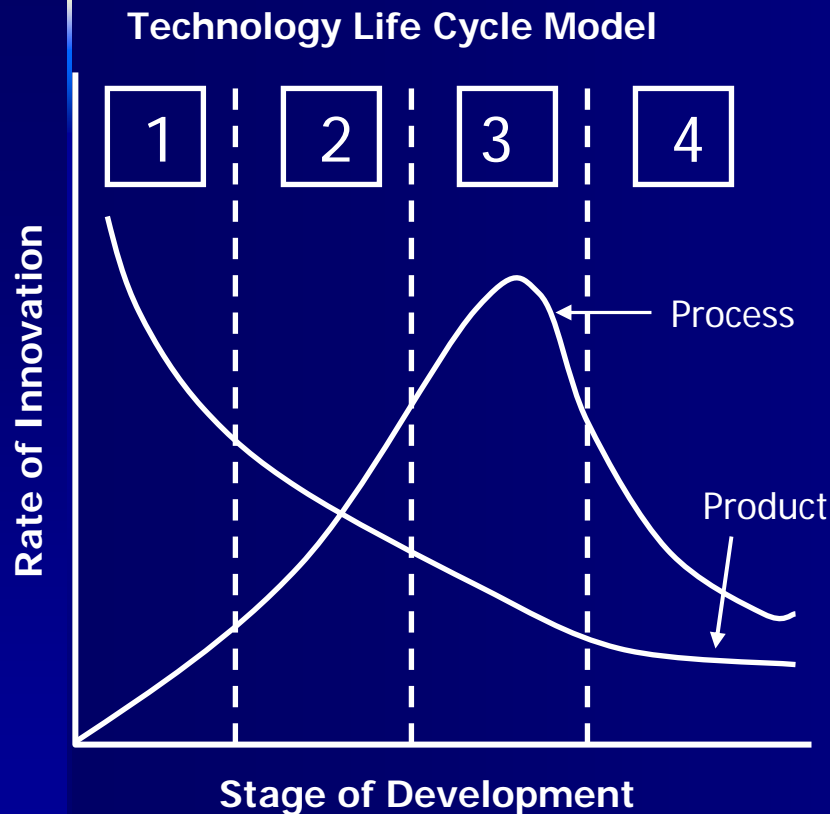 Technology Life Cycle Model
1 2 3 4
Rate of Innovation
Process
Product
Stage of Development